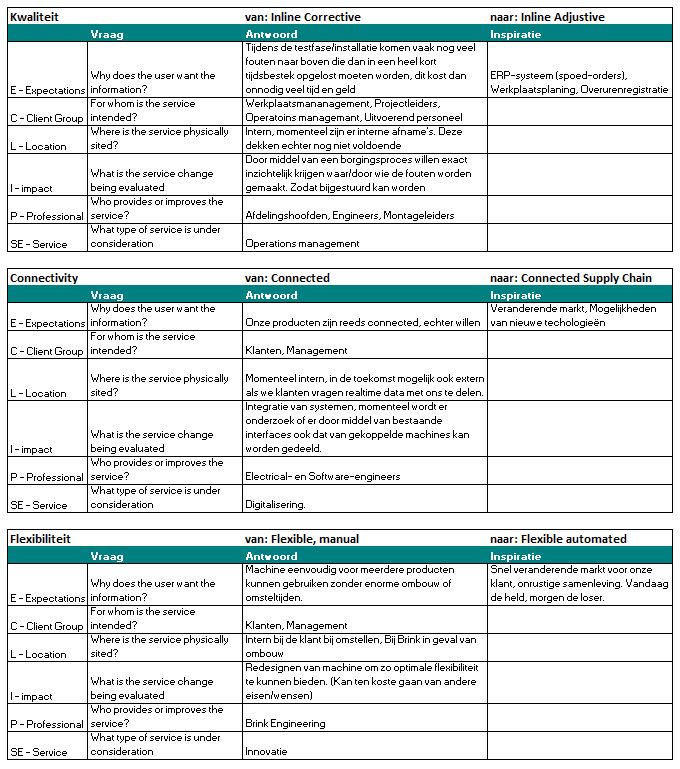 Kwaliteit van: Inline Corrective naar: Inline Adjustive
Vraag Antwoord Inspiratie
E - Expectations Why does the user want the
information?
Tijdens de testfase/installatie komen vaak nog veel
fouten naar boven die dan in een heel kort
tijdsbestek opgelost moeten worden, dit kost dan
onnodig veel tijd en geld
ERP-systeem (spoed-orders),
Werkplaatsplaning, Overurenregistratie
C - Client Group For whom is the service
intended?
Werkplaatsmananagement, Projectleiders,
Operatoins managemant, Uitvoerend personeel
L - Location Where is the service physically
sited?
Intern, momenteel zijn er interne afname's. Deze
dekken echter nog niet voldoende
I - impact What is the service change
being evaluated
Door middel van een borgingsproces willen exact
inzichtelijk krijgen waar/door wie de fouten worden
gemaakt. Zodat bijgestuurd kan worden
P - Professional Who provides or improves the
service?
Afdelingshoofden, Engineers, Montageleiders
SE - Service What type of service is under
consideration
Operations management
Connectivity van: Connected naar: Connected Supply Chain
Vraag Antwoord Inspiratie
E - Expectations Why does the user want the
information?
Onze producten zijn reeds connected, echter willen
Veranderende markt, Mogelijkheden
van nieuwe techologieën
C - Client Group For whom is the service
intended?
Klanten, Management
L - Location Where is the service physically
sited?
Momenteel intern, in de toekomst mogelijk ook extern
als we klanten vragen realtime data met ons te delen.
I - impact What is the service change
being evaluated
Integratie van systemen, momenteel wordt er
onderzoek of er door middel van bestaande
interfaces ook dat van gekoppelde machines kan
worden gedeeld.
P - Professional Who provides or improves the
service?
Electrical- en Software-engineers
SE - Service What type of service is under
consideration
Digitalisering.
Flexibiliteit van: Flexible, manual naar: Flexible automated
Vraag Antwoord Inspiratie
E - Expectations Why does the user want the
information?
Machine eenvoudig voor meerdere producten
kunnen gebruiken zonder enorme ombouw of
omsteltijden.
Snel veranderende markt voor onze
klant, onrustige samenleving. Vandaag
de held, morgen de loser.
C - Client Group For whom is the service
intended?
Klanten, Management
L - Location Where is the service physically
sited?
Intern bij de klant bij omstellen, Bij Brink in geval van
ombouw
I - impact What is the service change
being evaluated
Redesignen van machine om zo optimale flexibiliteit
te kunnen bieden. (Kan ten koste gaan van andere
eisen/wensen)
P - Professional Who provides or improves the
service?
Brink Engineering
SE - Service What type of service is under
consideration
Innovatie